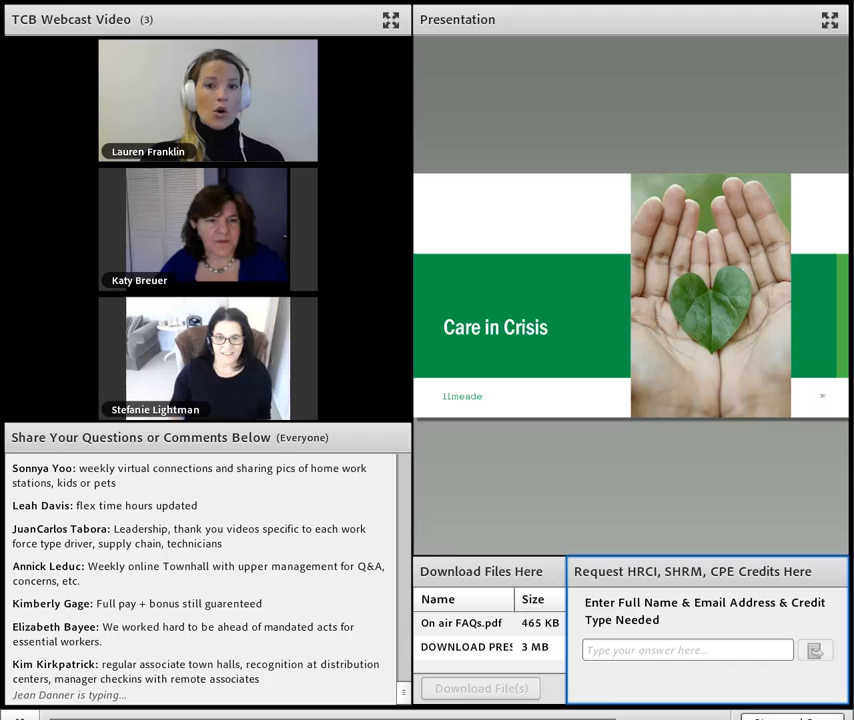 TCB Webcast Video (3)
Lauren Franklin
Katy Breuer
Stefanie Lightman
Share Your Questions or Comments Below (Everyone)
Sonnya Yoo: weekly virtual connections and sharing pics of home work
stations, kids or pets
Leah Davis: flex time hours updated
JuanCarlos Tabora: Leadership, thank you videos specific to each work
force type driver, supply chain, technicians
Annick Leduc: Weekly online Townhall with upper management for Q&A,
concerns, etc.
Kimberly Gage: Full pay + bonus still guarenteed
Elizabeth Bayee: We worked hard to be ahead of mandated acts for
essential workers.
Kim Kirkpatrick: regular associate town halls, recognition at distribution
centers, manager checkins with remote associates
Jean Danner is typing...
Presentation
Care in Crisis
limeade
Download Files Here
Name Size
On air FAQs.pdf 465 KB
DOWNLOAD PRES 3 MB
Download File(s)
Request HRCI, SHRM, CPE Credits Here
Enter Full Name & Email Address & Credit
Type Needed
Type your answer here...